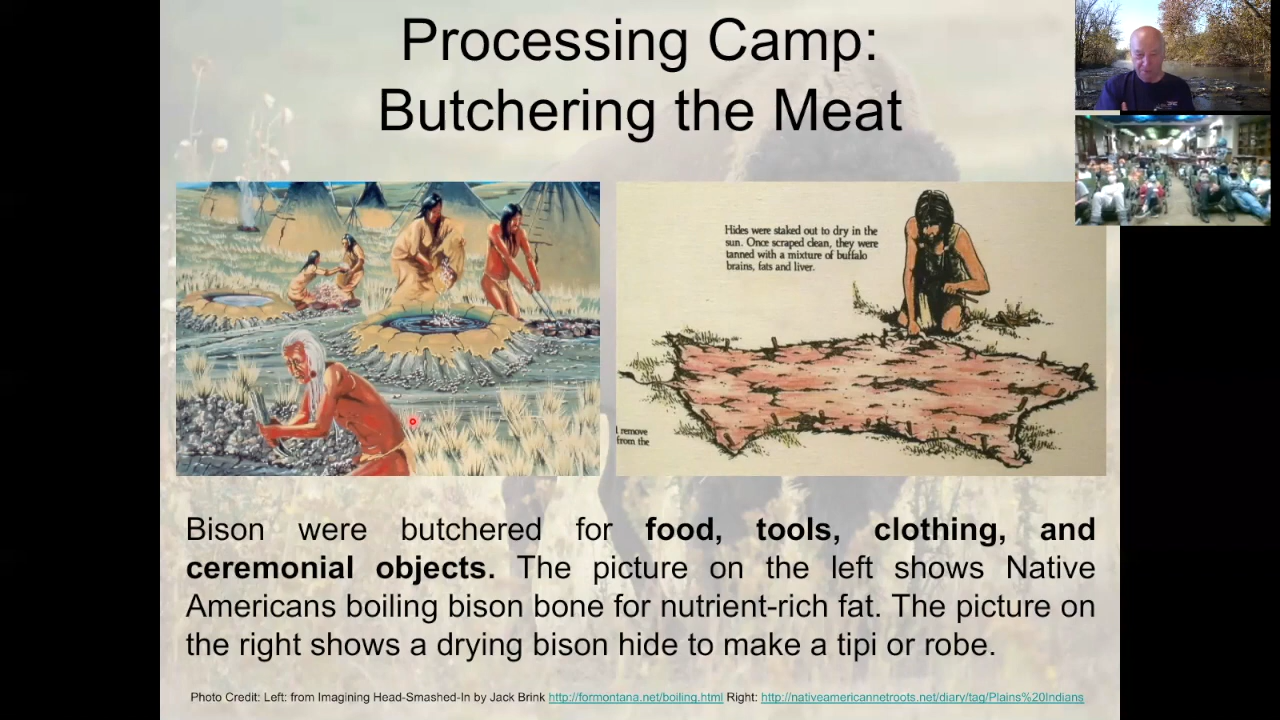 Processing Camp:
Butchering the Meat
Hides were staked out to dry in the
sun. Once scraped clean, they were
tanned with a mixture of buffalo
brains, fats and liver.
remove
from the
Bison were butchered for food, tools, clothing, and
ceremonial objects. The picture on the left shows Native
Americans boiling bison bone for nutrient-rich fat. The picture on
the right shows a drying bison hide to make a tipi or robe.
Photo Credit: Left: from Imagining Head-Smashed-In by Jack Brink http://formontana.net/boiling.html Right: http://nativeamericannetroots.net/diary/tag/Plains%20Indians